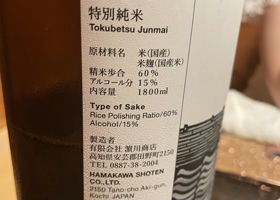 特別純米
Tokubetsu Junmai
原材料名 米(国産)
米麹(国産米)
精米歩合 60%
アルコール分 15%
内容量 1800ml
Type of Sake
Rice Polishing Ratio/60%
Alcohol/15%
製造者
有限会社 濵川商店
高知県安芸郡田野町2150
TEL 0887-38-2004
HAMAKAWA SHOTEN
CO.,LTD.
2150 Tano-cho Aki-gun,
Kochi JAPAN